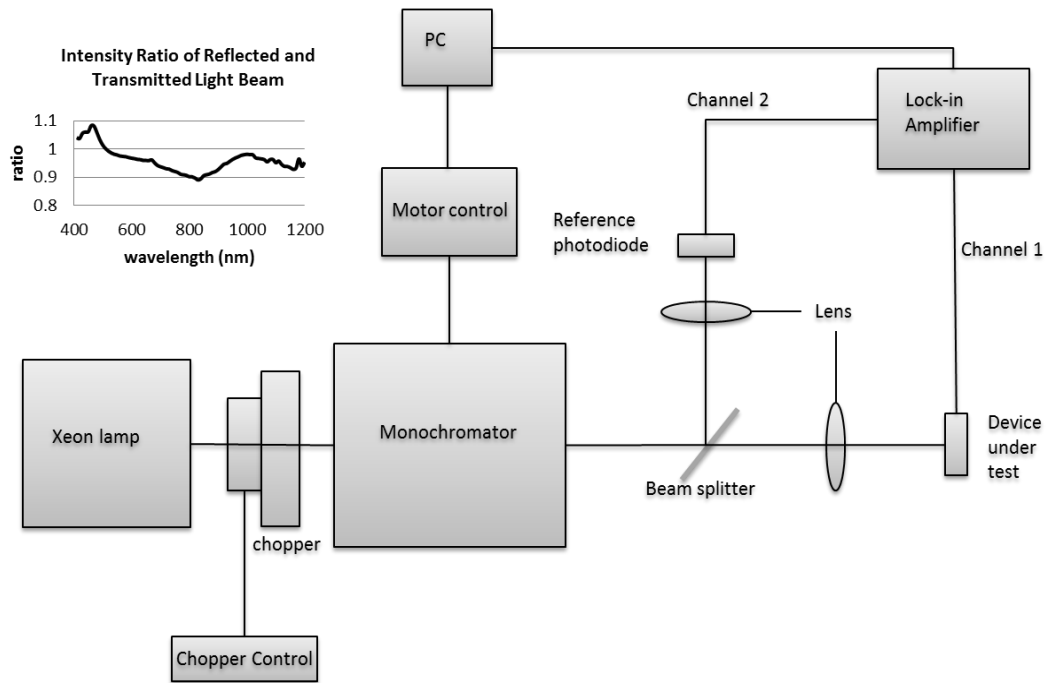 PC
Intensity Ratio of Reflected and
Transmitted Light Beam
1.1
1
0.9
0.8
ratio
400
600
800
1000
1200
wavelength (nm)
Channel 2
Lock-in
Amplifier
Motor control
Reference
photodiode
Channel 1
Lens
Xeon lamp
Monochromator
Device
under
test
Beam splitter
chopper
Chopper Control